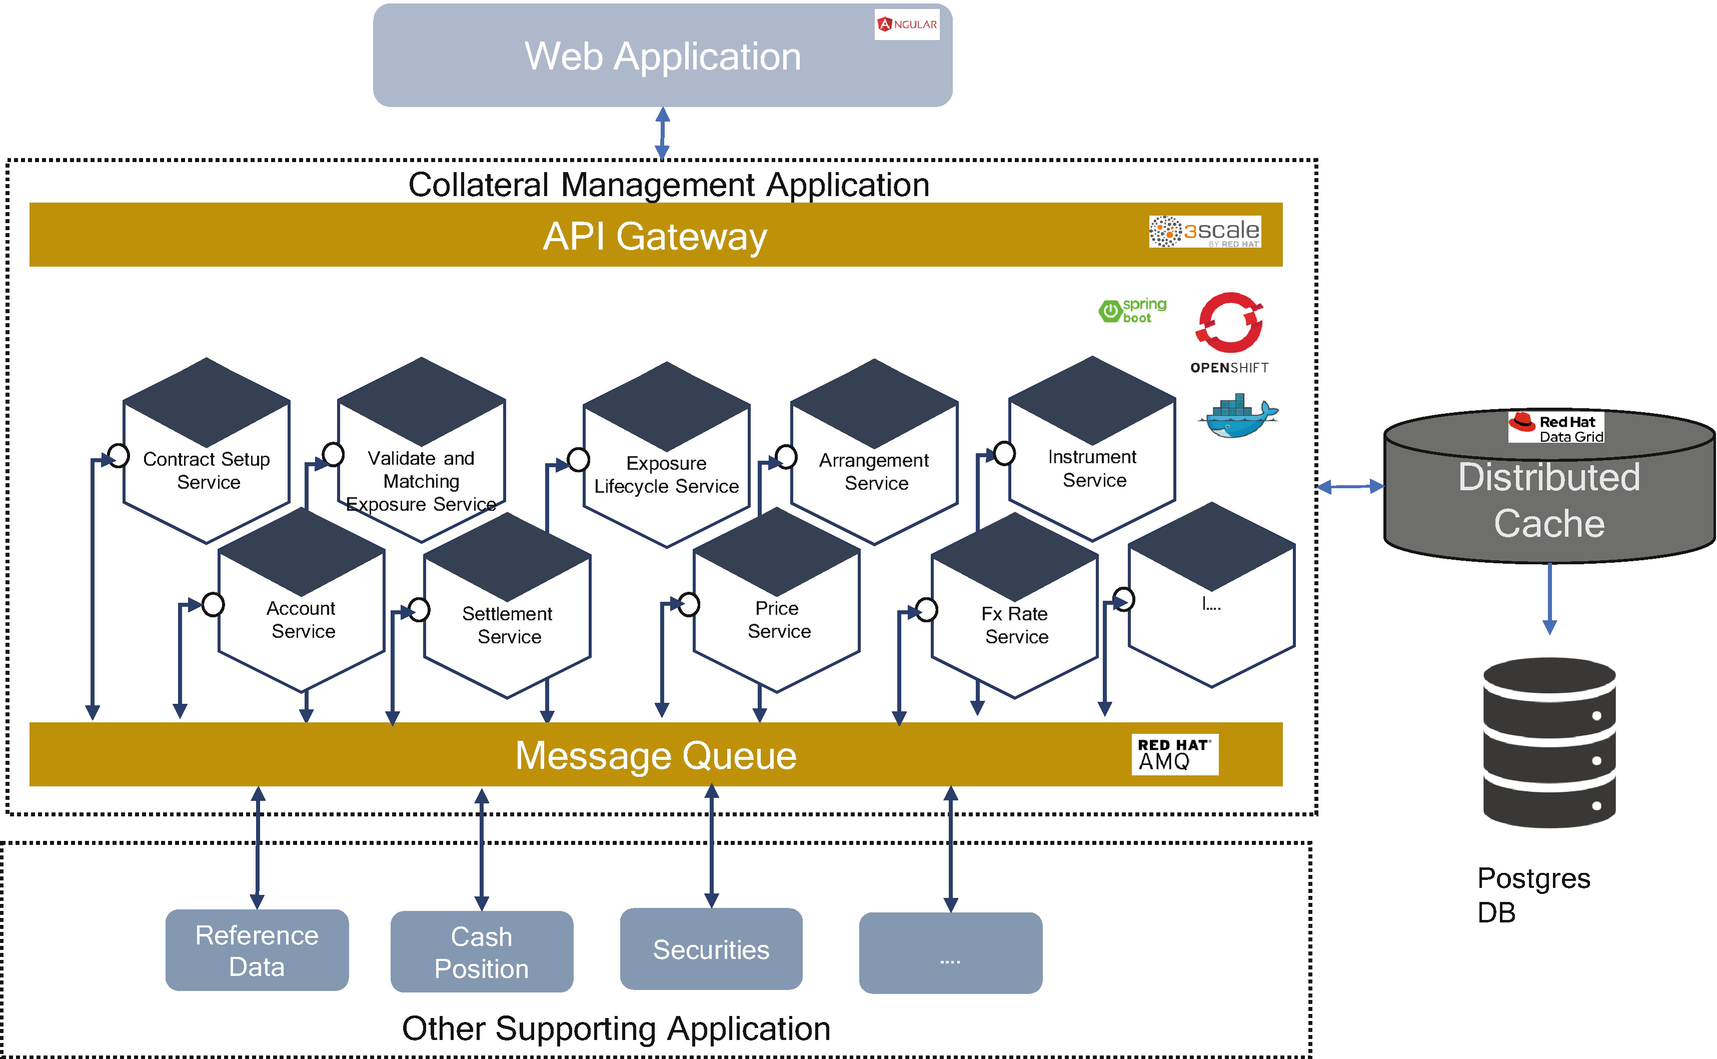 ANGULAR
Web Application
Collateral Management Application
API Gateway
3scale
BY RED HAT
spring
boot
OPENSHIFT
Contract Setup
Service
Validate and
Matching
Exposure Service
Exposure
Lifecycle Service
Arrangement
Service
Instrument
Service
Account
Service
Settlement
Service
Price
Service
Fx Rate
Service
I....
Message Queue
RED HAT
AMQ
Red Hat
Data Grid
Distributed
Cache
Postgres
DB
Reference
Data
Cash
Position
Securities
....
Other Supporting Application